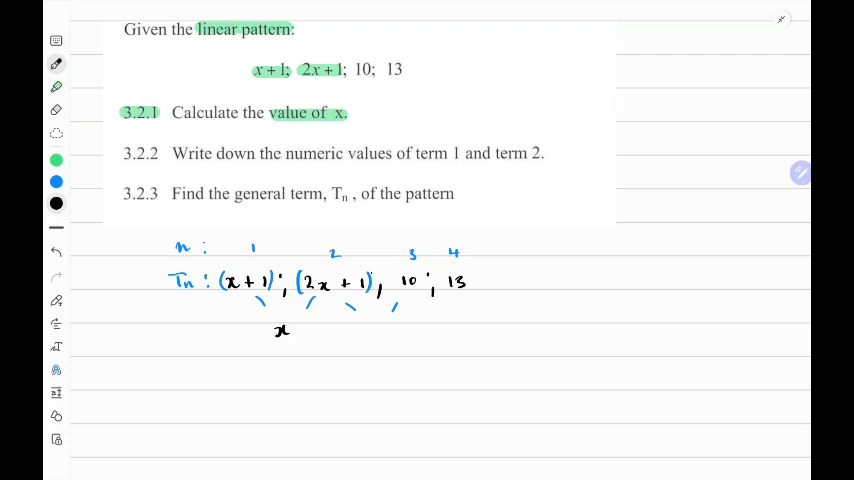 Given the linear pattern:
x + 1; 2x + 1; 10; 13
3.2.1 Calculate the value of x.
3.2.2 Write down the numeric values of term 1 and term 2.
3.2.3 Find the general term, Tₙ , of the pattern
n : 1 2 3 4
Tn : (x + 1) ; (2x + 1) ; 10 ; 13
x